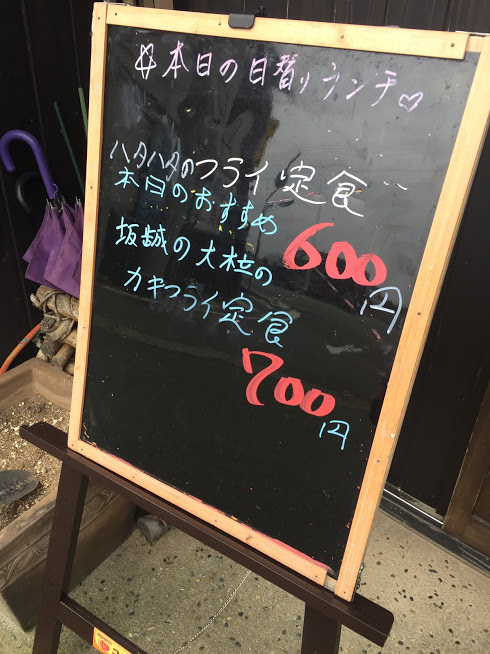 ☆本日の日替りランチ♡
ハタハタのフライ定食
600円
本日のおすすめ
坂越の大粒の
カキフライ定食
700円